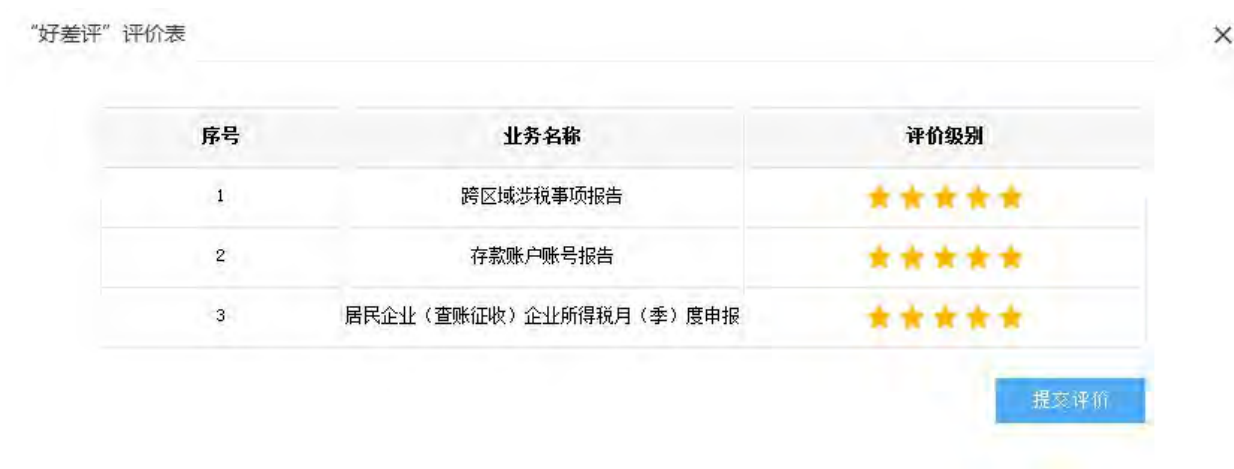 “好差评”评价表
序号 业务名称 评价级别
1 跨区域涉税事项报告
2 存款账户账号报告
3 居民企业（查账征收）企业所得税月（季）度申报
提交评价